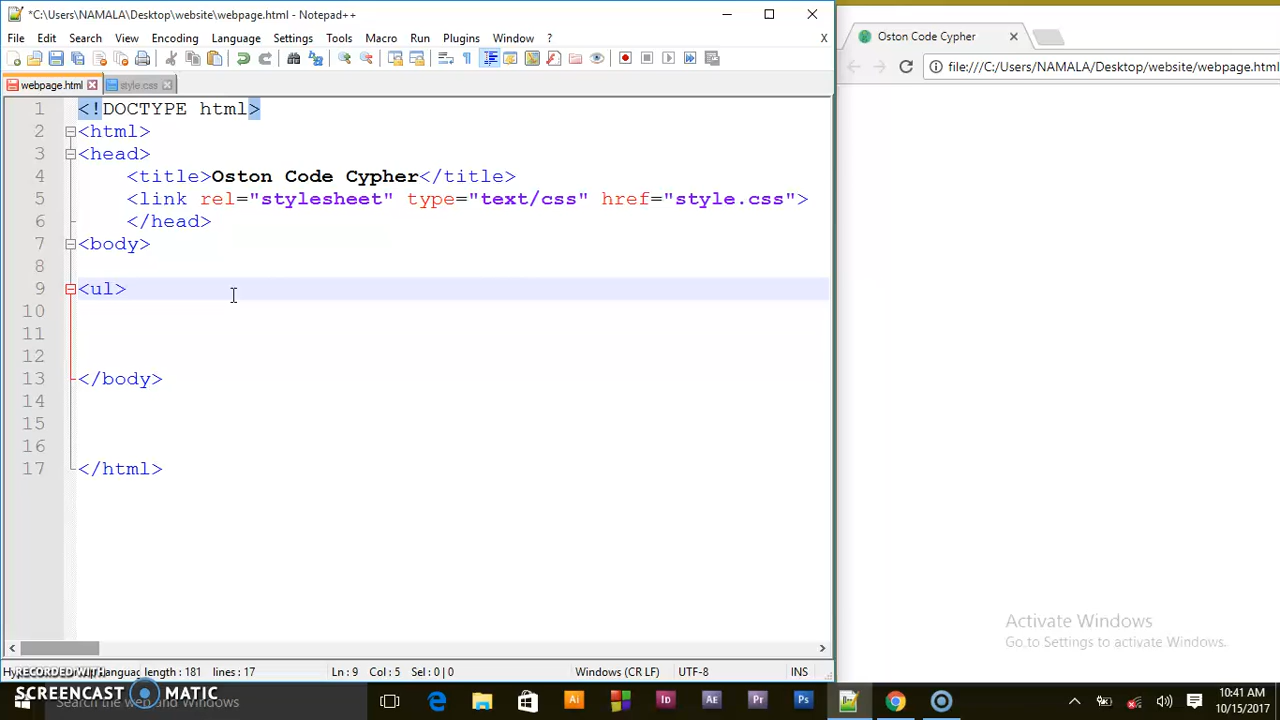 *C:\Users\NAMALA\Desktop\website\webpage.html - Notepad++
File Edit Search View Encoding Language Settings Tools Macro Run Plugins Window ? X
webpage.html style.css
1 <!DOCTYPE html>
2 <html>
3 <head>
4 <title>Oston Code Cypher</title>
5 <link rel="stylesheet" type="text/css" href="style.css">
6 </head>
7 <body>
8
9 <ul>
10
11
12
13 </body>
14
15
16
17 </html>
length : 181 lines : 17 Ln : 9 Col : 5 Sel : 0 | 0 Windows (CR LF) UTF-8 INS
Oston Code Cypher
file:///C:/Users/NAMALA/Desktop/website/webpage.html
Activate Windows
Go to Settings to activate Windows.
RECORDED WITH
SCREENCAST MATIC
Search the web and Windows
Ai Id AE Pr Ps
10:41 AM
10/15/2017